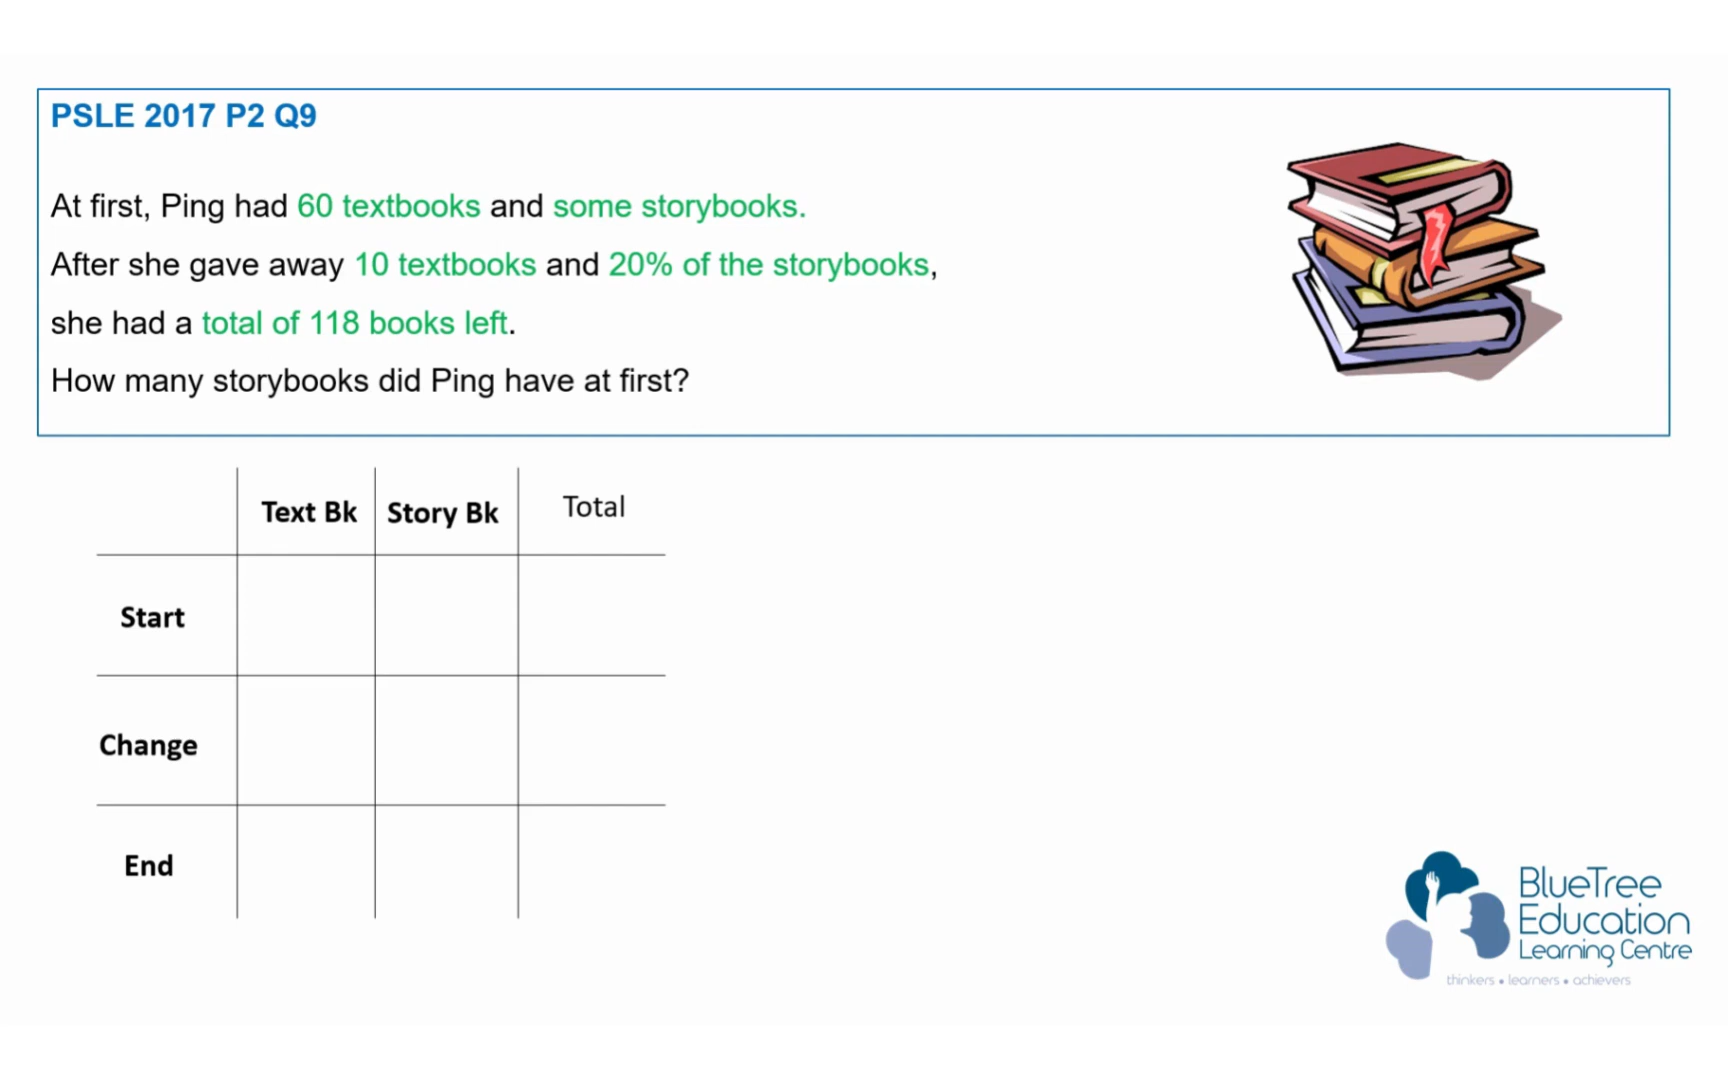 PSLE 2017 P2 Q9
At first, Ping had 60 textbooks and some storybooks.
After she gave away 10 textbooks and 20% of the storybooks,
she had a total of 118 books left.
How many storybooks did Ping have at first?
Text Bk Story Bk Total
Start
Change
End
BlueTree
Education
Learning Centre
thinkers • learners • achievers